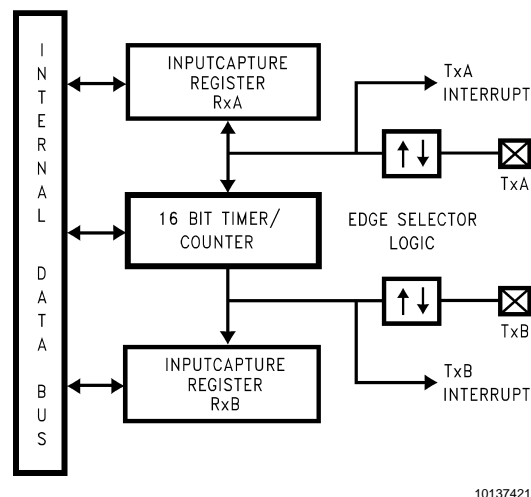 INTERNAL DATA BUS
INPUTCAPTURE
REGISTER
RxA
TxA
INTERRUPT
TxA
16 BIT TIMER/
COUNTER
EDGE SELECTOR
LOGIC
TxB
INPUTCAPTURE
REGISTER
RxB
TxB
INTERRUPT
10137421